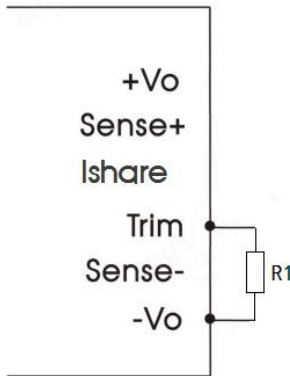 +Vo
Sense+
Ishare
Trim
Sense-
R1
-Vo